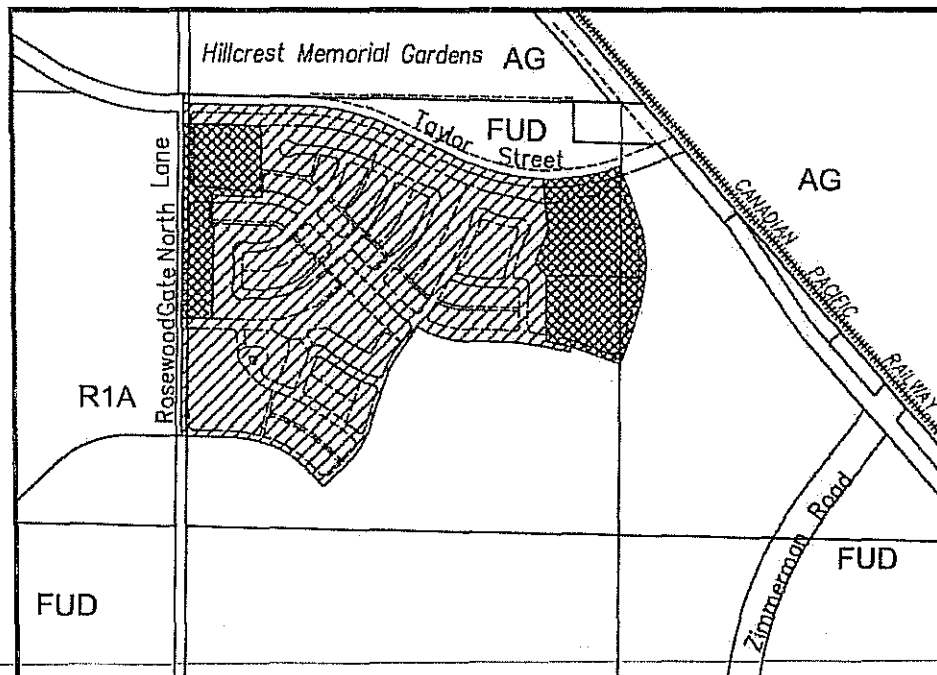 Hillcrest Memorial Gardens
AG
Taylor Street
FUD
AG
CANADIAN PACIFIC RAILWAY
Rosewood Gate North Lane
R1A
Zimmerman Road
FUD
FUD